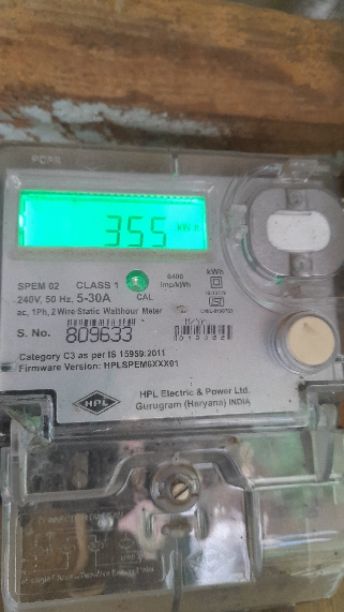 355 kWh
SPEM 02 CLASS 1
6400 imp/kWh
kWh
240V, 50 Hz, 5-30A CAL
ac, 1Ph, 2 Wire Static Watthour Meter
S. No. 809633
Category C3 as per IS 15959:2011
Firmware Version: HPLSPEM6XXX01
HPL
HPL Electric & Power Ltd.
Gurugram (Haryana) INDIA